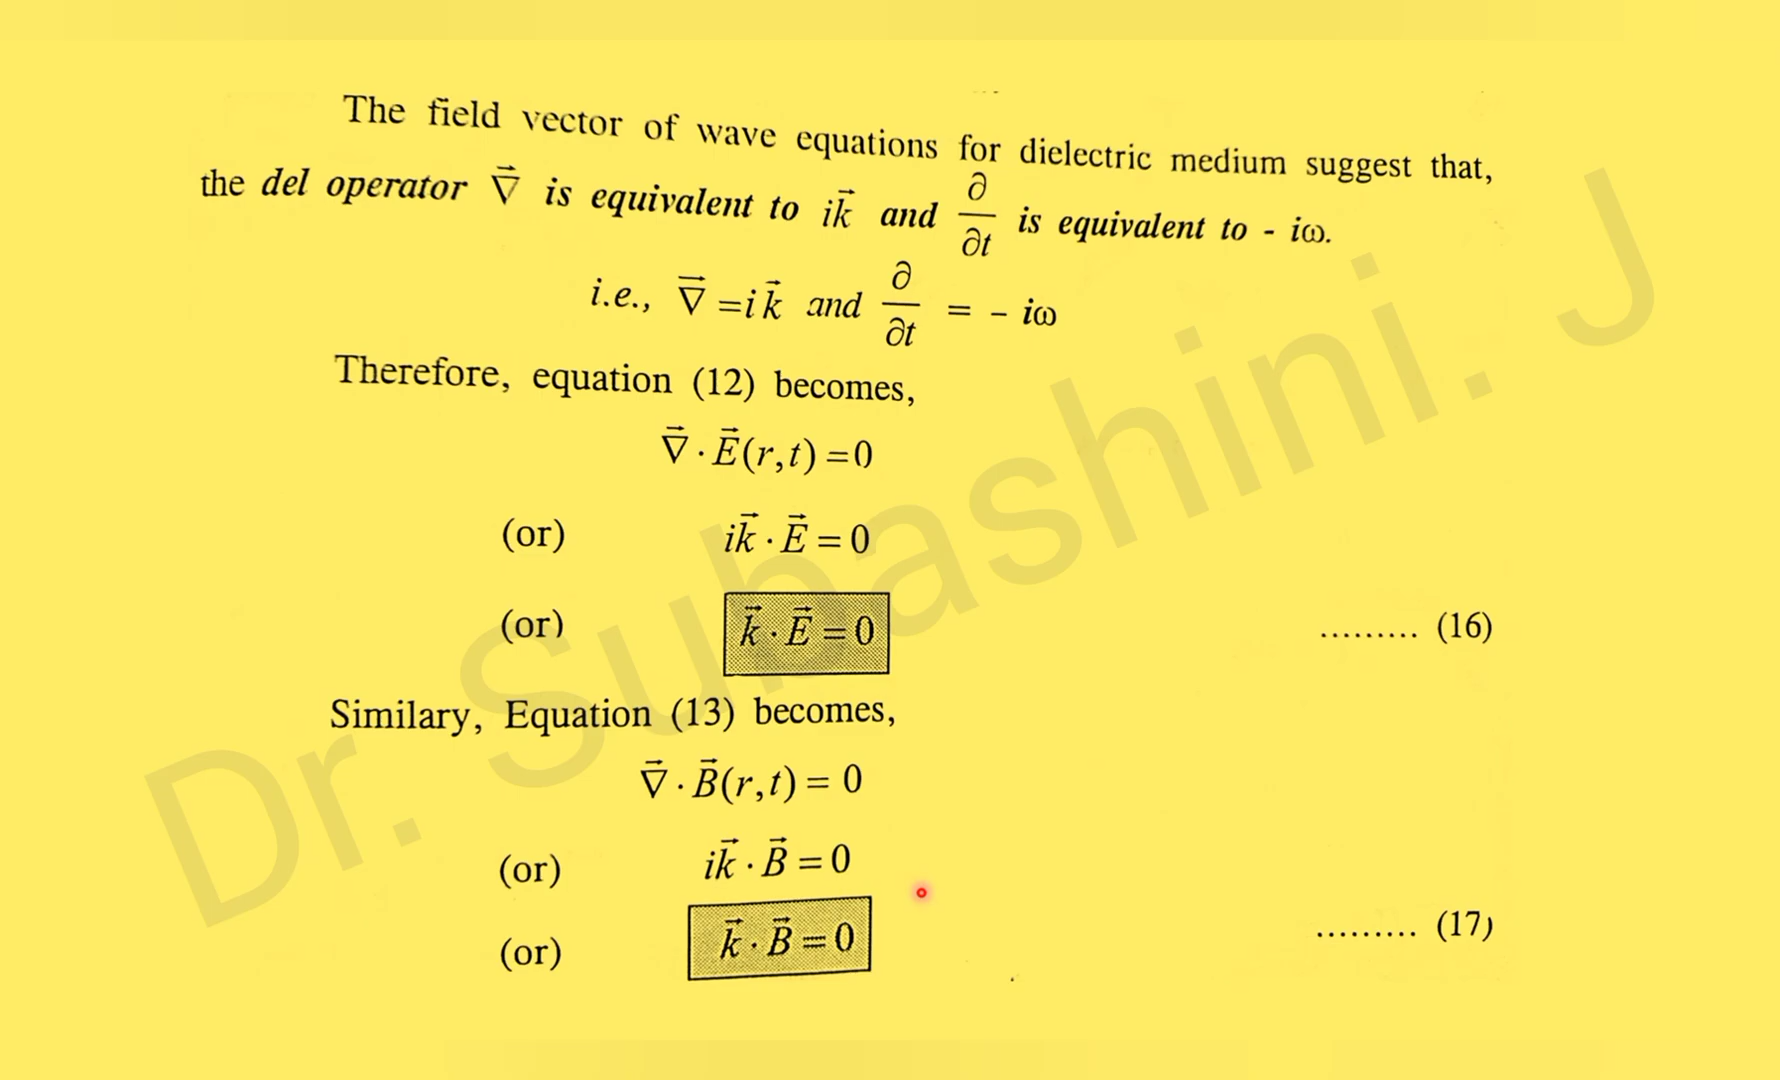 The field vector of wave equations for dielectric medium suggest that,
the del operator ∇⃗ is equivalent to ik⃗ and ∂/∂t is equivalent to - iω.
i.e., ∇⃗ = i k⃗ and ∂/∂t = - iω
Therefore, equation (12) becomes,
∇⃗ · E⃗(r,t) = 0
(or) ik⃗ · E⃗ = 0
(or) k⃗ · E⃗ = 0 ......... (16)
Similary, Equation (13) becomes,
∇⃗ · B⃗(r,t) = 0
(or) ik⃗ · B⃗ = 0
(or) k⃗ · B⃗ = 0 ......... (17)
Dr. Subashini. J